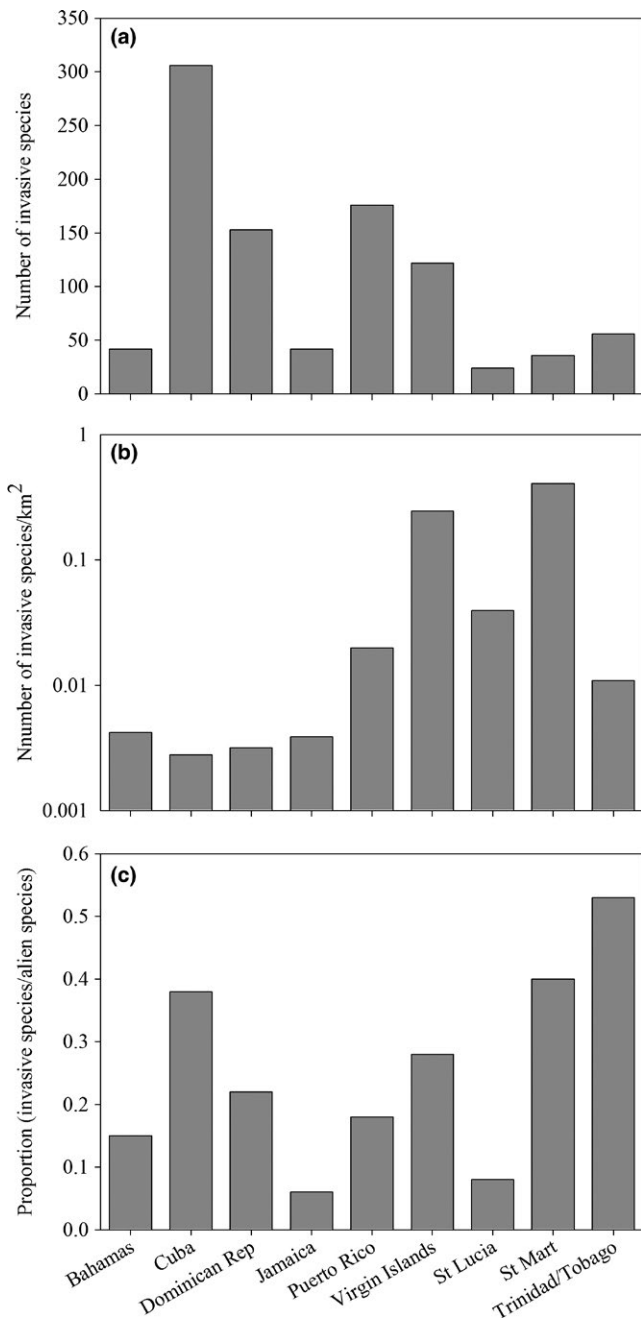 (a)
350
300
250
200
150
100
50
0
Number of invasive species
(b)
1
0.1
0.01
0.001
Nnumber of invasive species/km2
(c)
0.6
0.5
0.4
0.3
0.2
0.1
0.0
Proportion (invasive species/alien species)
Bahamas
Cuba
Dominican Rep
Jamaica
Puerto Rico
Virgin Islands
St Lucia
St Mart
Trinidad/Tobago